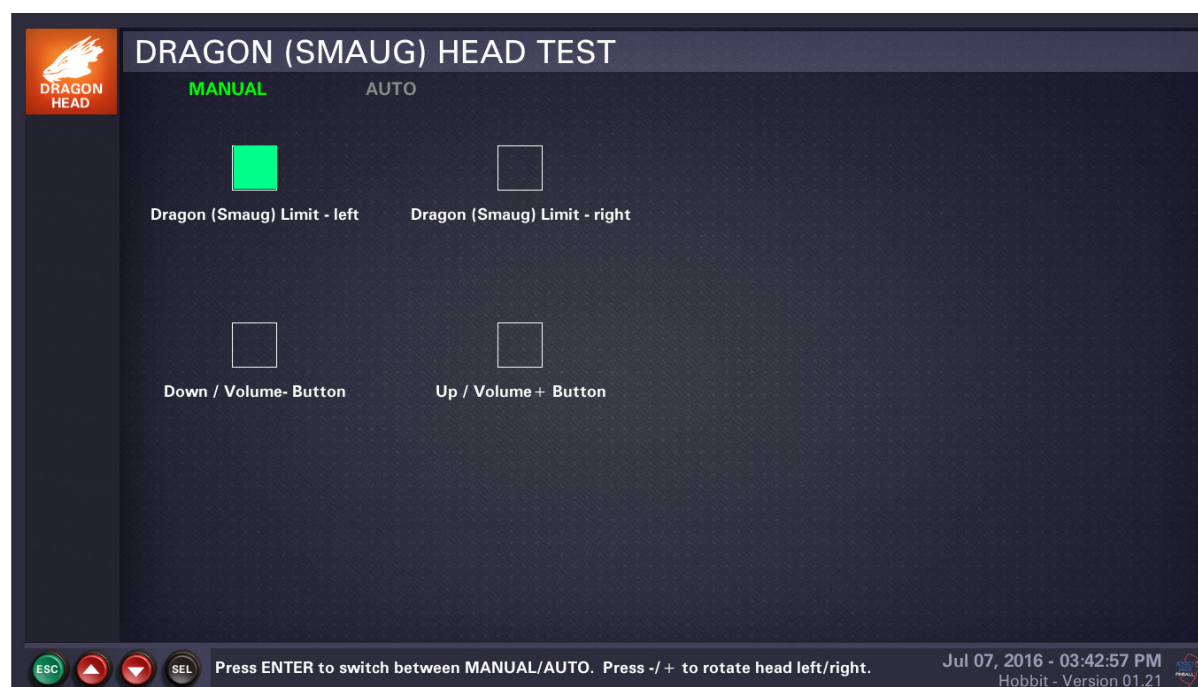 DRAGON (SMAUG) HEAD TEST
DRAGON
HEAD
MANUAL AUTO
Dragon (Smaug) Limit - left Dragon (Smaug) Limit - right
Down / Volume- Button Up / Volume+ Button
ESC SEL Press ENTER to switch between MANUAL/AUTO. Press -/+ to rotate head left/right. Jul 07, 2016 - 03:42:57 PM
Hobbit - Version 01.21